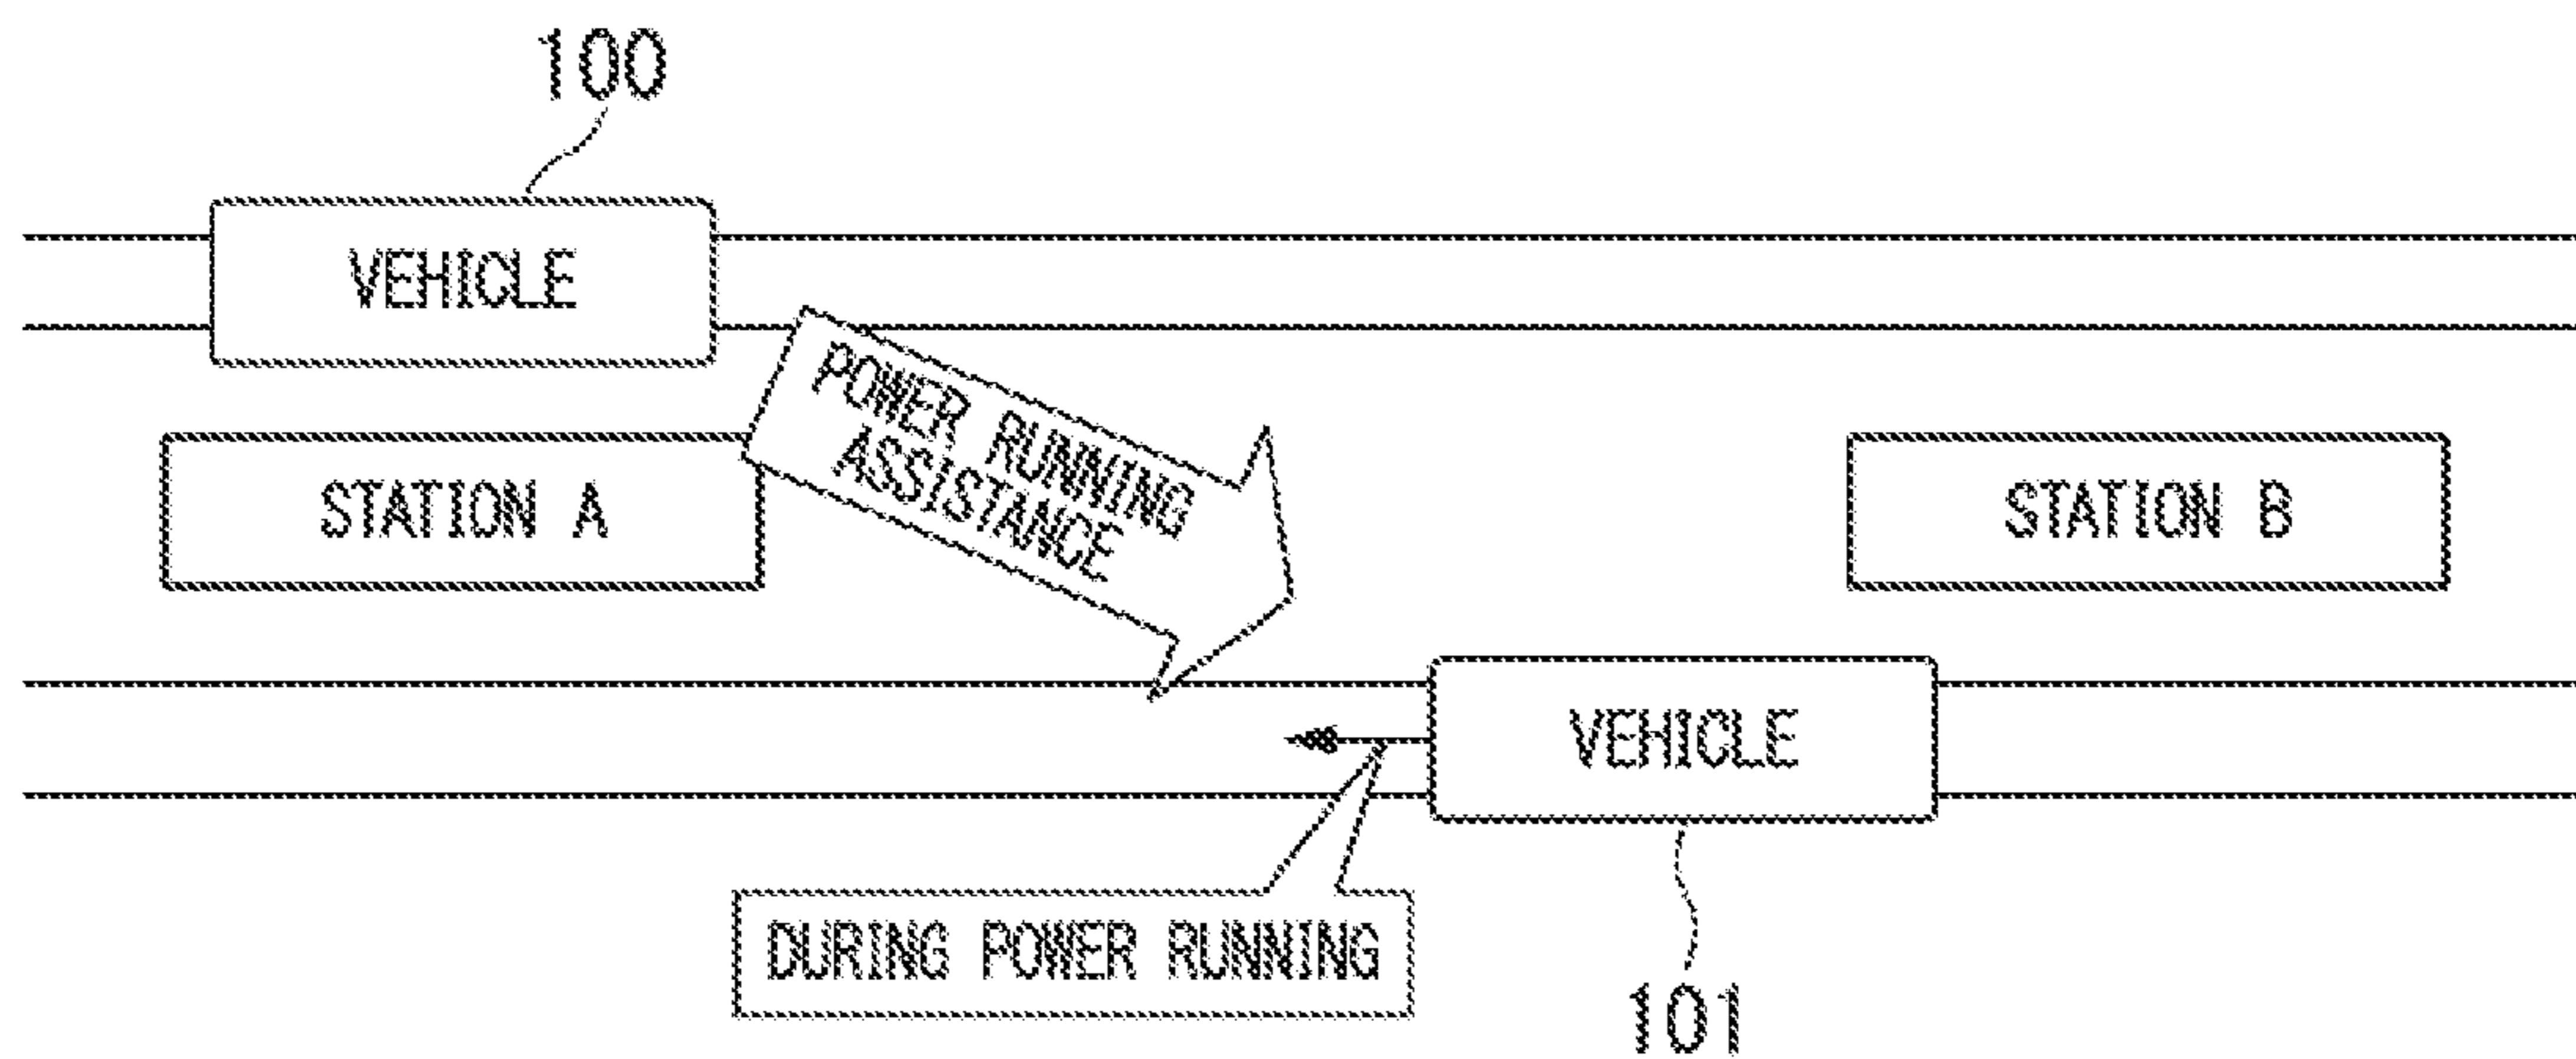 100
VEHICLE
POWER RUNNING
ASSISTANCE
STATION A
STATION B
VEHICLE
DURING POWER RUNNING
101